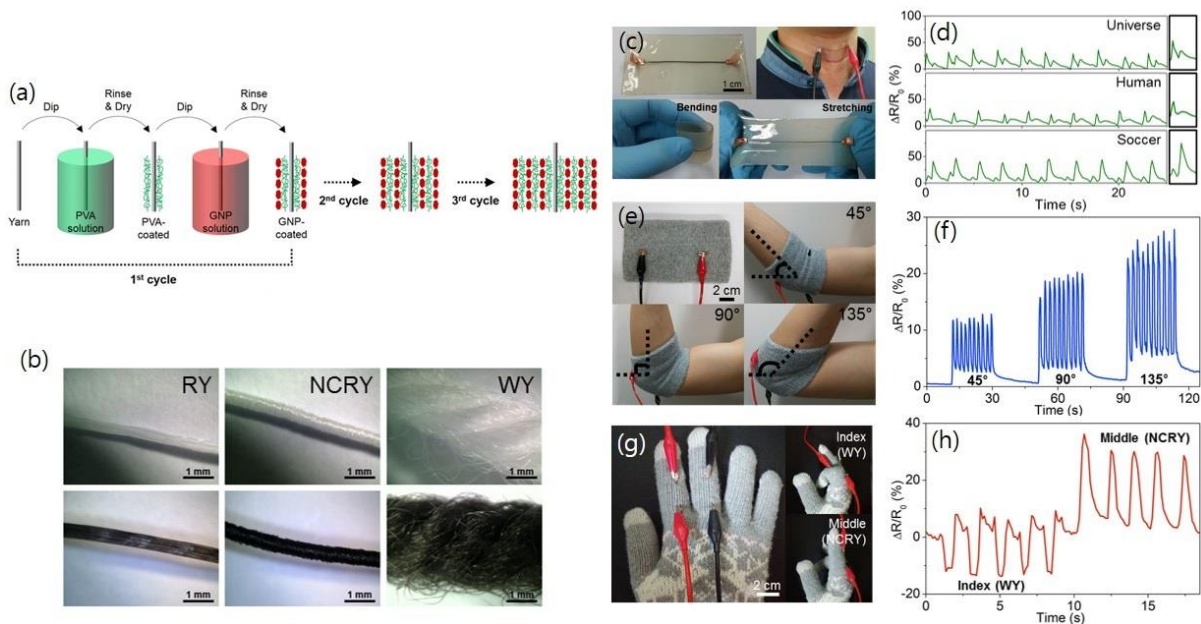 (a)
Dip
Rinse
& Dry
Dip
Rinse
& Dry
Yarn
PVA
solution
PVA-
coated
GNP
solution
GNP-
coated
2nd cycle
3rd cycle
1st cycle
(b)
RY
NCRY
WY
1 mm
1 mm
1 mm
1 mm
1 mm
1 mm
(c)
1 cm
Bending
Stretching
(d)
Universe
Human
Soccer
100
50
0
50
0
50
0
ΔR/R0 (%)
0
10
20
Time (s)
(e)
45°
2 cm
90°
135°
(f)
30
20
10
0
ΔR/R0 (%)
45°
90°
135°
0
30
60
90
120
Time (s)
(g)
Index
(WY)
Middle
(NCRY)
2 cm
(h)
40
20
0
-20
ΔR/R0 (%)
Middle (NCRY)
Index (WY)
0
5
10
15
Time (s)